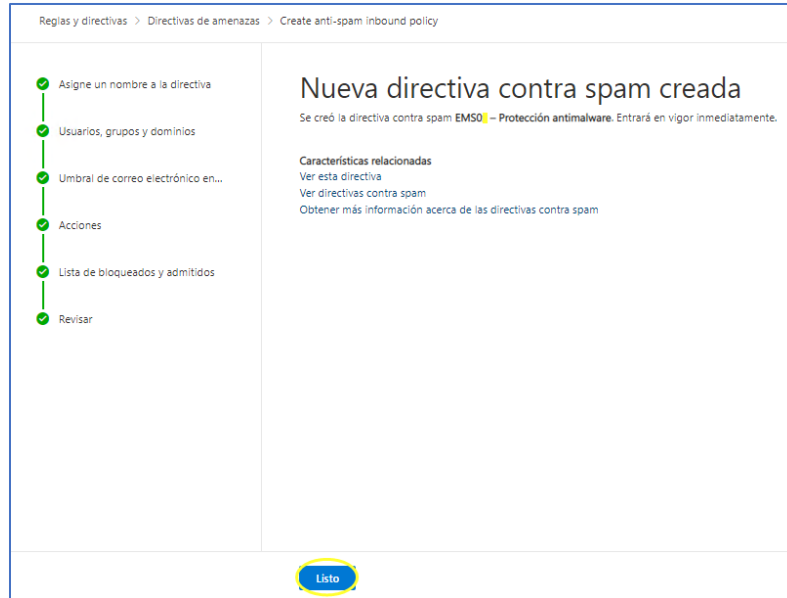 Reglas y directivas > Directivas de amenazas > Create anti-spam inbound policy
Asigne un nombre a la directiva
Usuarios, grupos y dominios
Umbral de correo electrónico en...
Acciones
Lista de bloqueados y admitidos
Revisar
Nueva directiva contra spam creada
Se creó la directiva contra spam EMS0 – Protección antimalware. Entrará en vigor inmediatamente.
Características relacionadas
Ver esta directiva
Ver directivas contra spam
Obtener más información acerca de las directivas contra spam
Listo